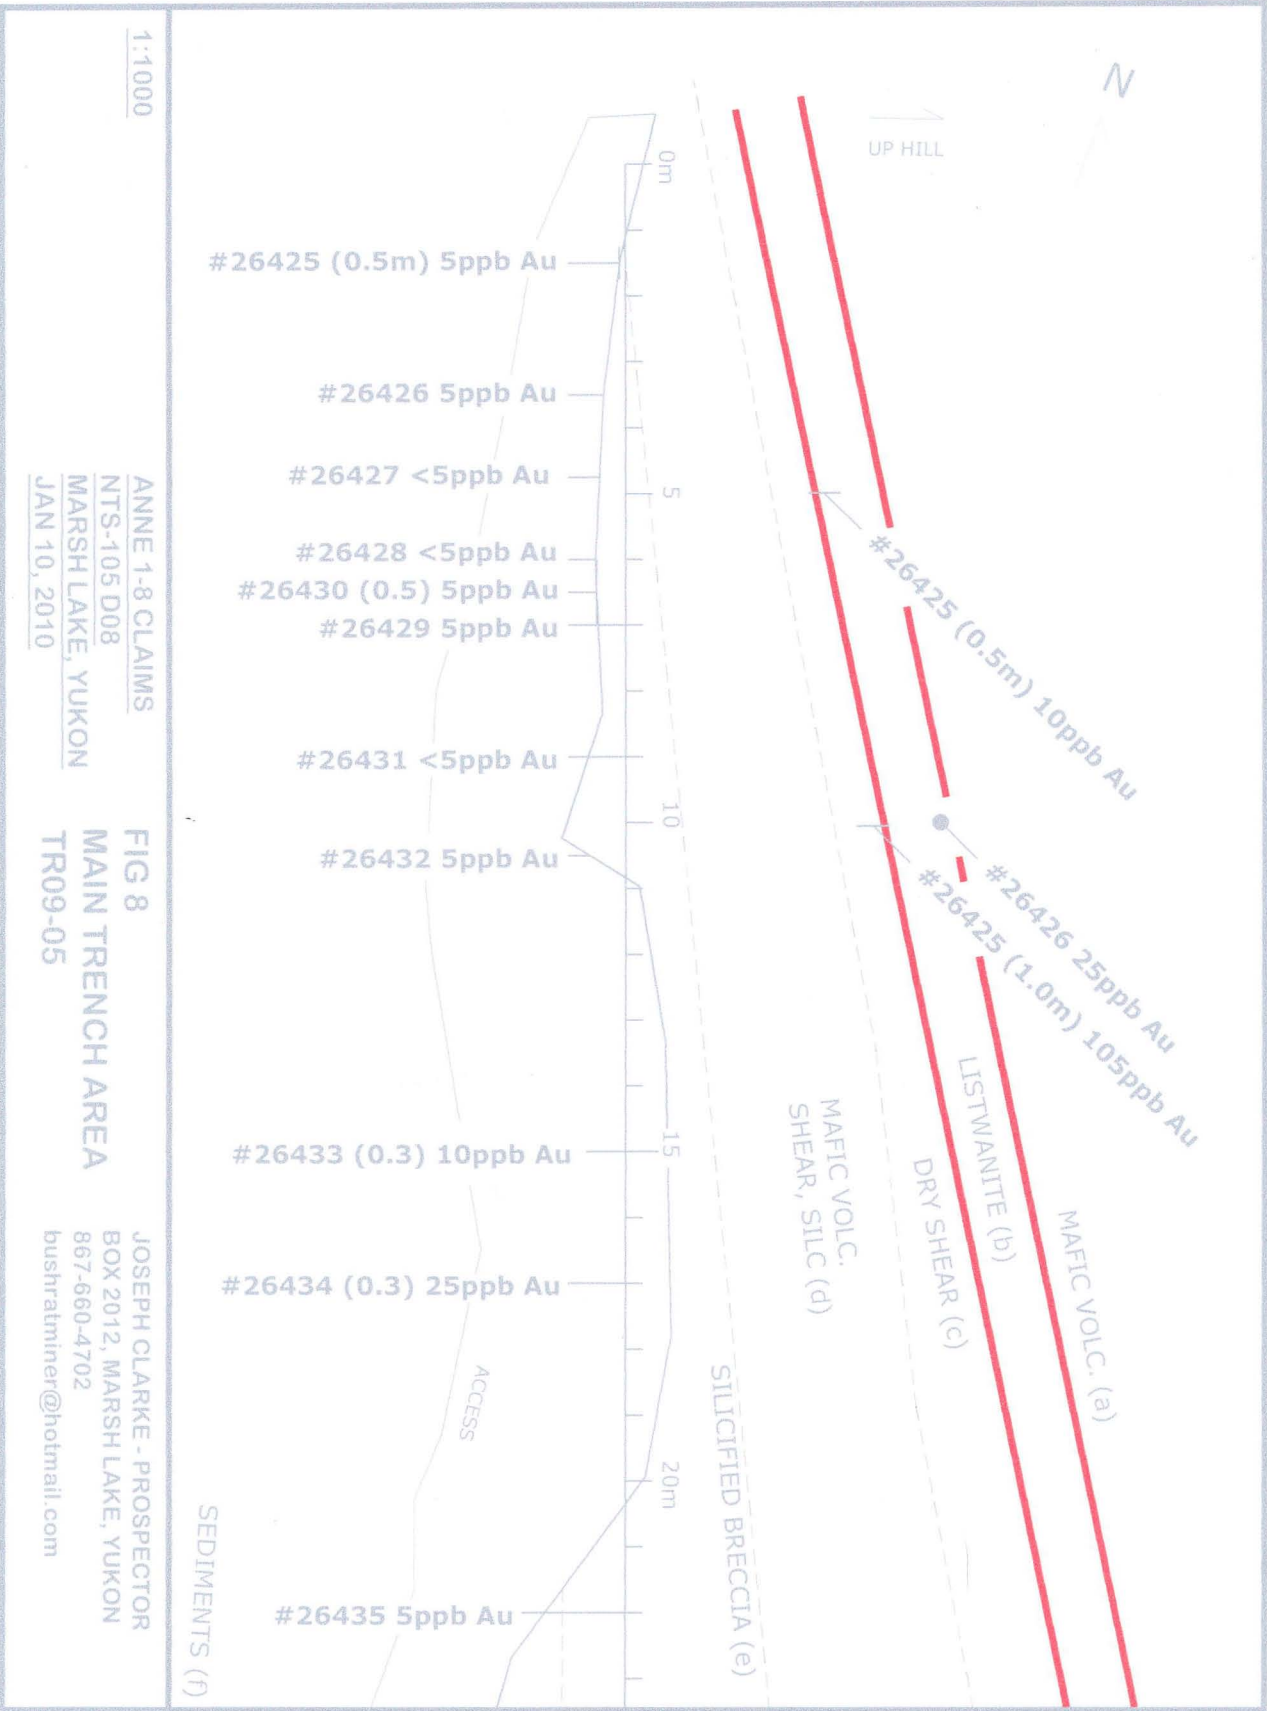 N
UP HILL
0m
5
10
15
20m
#26425 (0.5m) 5ppb Au
#26426 5ppb Au
#26427 <5ppb Au
#26428 <5ppb Au
#26430 (0.5) 5ppb Au
#26429 5ppb Au
#26431 <5ppb Au
#26432 5ppb Au
#26433 (0.3) 10ppb Au
#26434 (0.3) 25ppb Au
#26435 5ppb Au
#26425 (0.5m) 10ppb Au
#26426 25ppb Au
#26425 (1.0m) 105ppb Au
MAFIC VOLC. (a)
LISTWANITE (b)
DRY SHEAR (c)
MAFIC VOLC.
SHEAR, SILC (d)
SILICIFIED BRECCIA (e)
ACCESS
SEDIMENTS (f)
1:1000
ANNE 1-8 CLAIMS
NTS-105 D08
MARSH LAKE, YUKON
JAN 10, 2010
FIG 8
MAIN TRENCH AREA
TR09-05
JOSEPH CLARKE - PROSPECTOR
BOX 2012, MARSH LAKE, YUKON
867-660-4702
bushratminer@hotmail.com